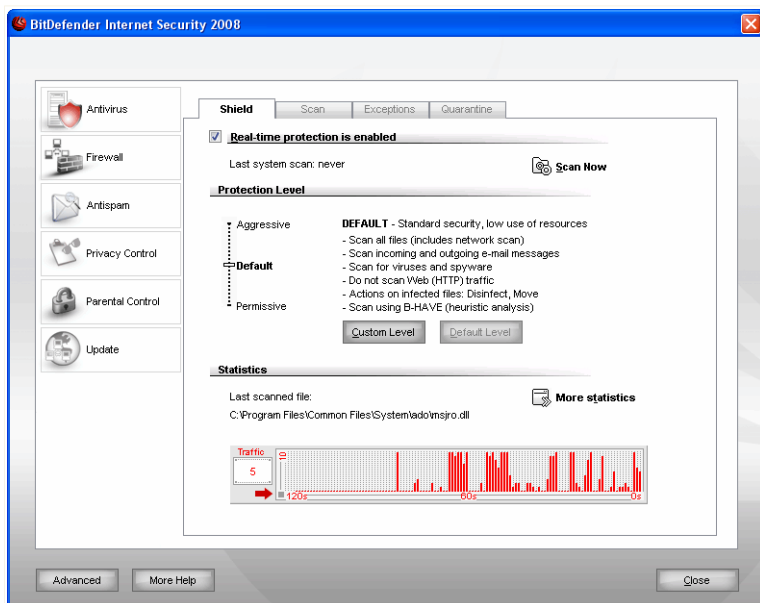 BitDefender Internet Security 2008
Antivirus
Firewall
Antispam
Privacy Control
Parental Control
Update
Shield
Scan
Exceptions
Quarantine
Real-time protection is enabled
Last system scan: never
Scan Now
Protection Level
Aggressive
Default
Permissive
DEFAULT - Standard security, low use of resources
- Scan all files (includes network scan)
- Scan incoming and outgoing e-mail messages
- Scan for viruses and spyware
- Do not scan Web (HTTP) traffic
- Actions on infected files: Disinfect, Move
- Scan using B-HAVE (heuristic analysis)
Custom Level
Default Level
Statistics
Last scanned file:
More statistics
C:\Program Files\Common Files\System\ado\msjro.dll
Traffic
5
10
120s
60s
0s
Advanced
More Help
Close